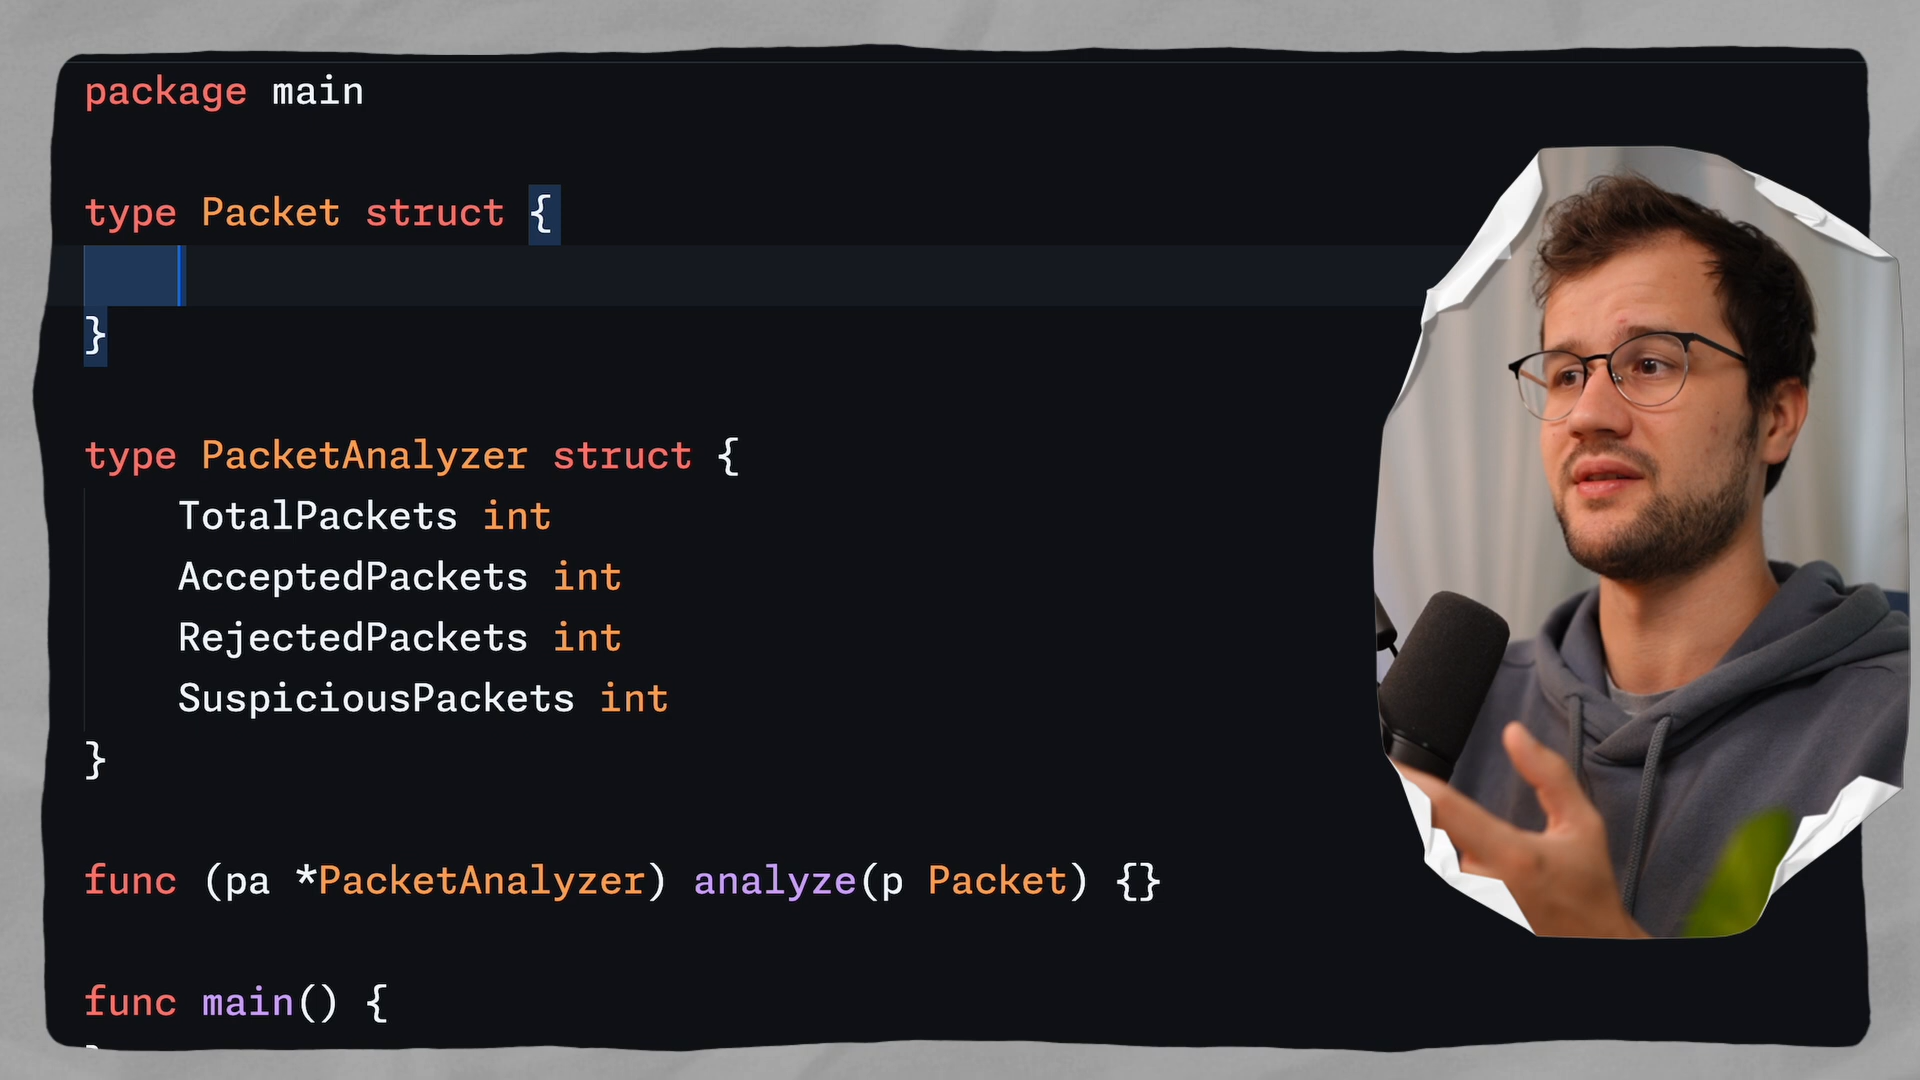 package main
type Packet struct {
}
type PacketAnalyzer struct {
TotalPackets int
AcceptedPackets int
RejectedPackets int
SuspiciousPackets int
}
func (pa *PacketAnalyzer) analyze(p Packet) {}
func main() {